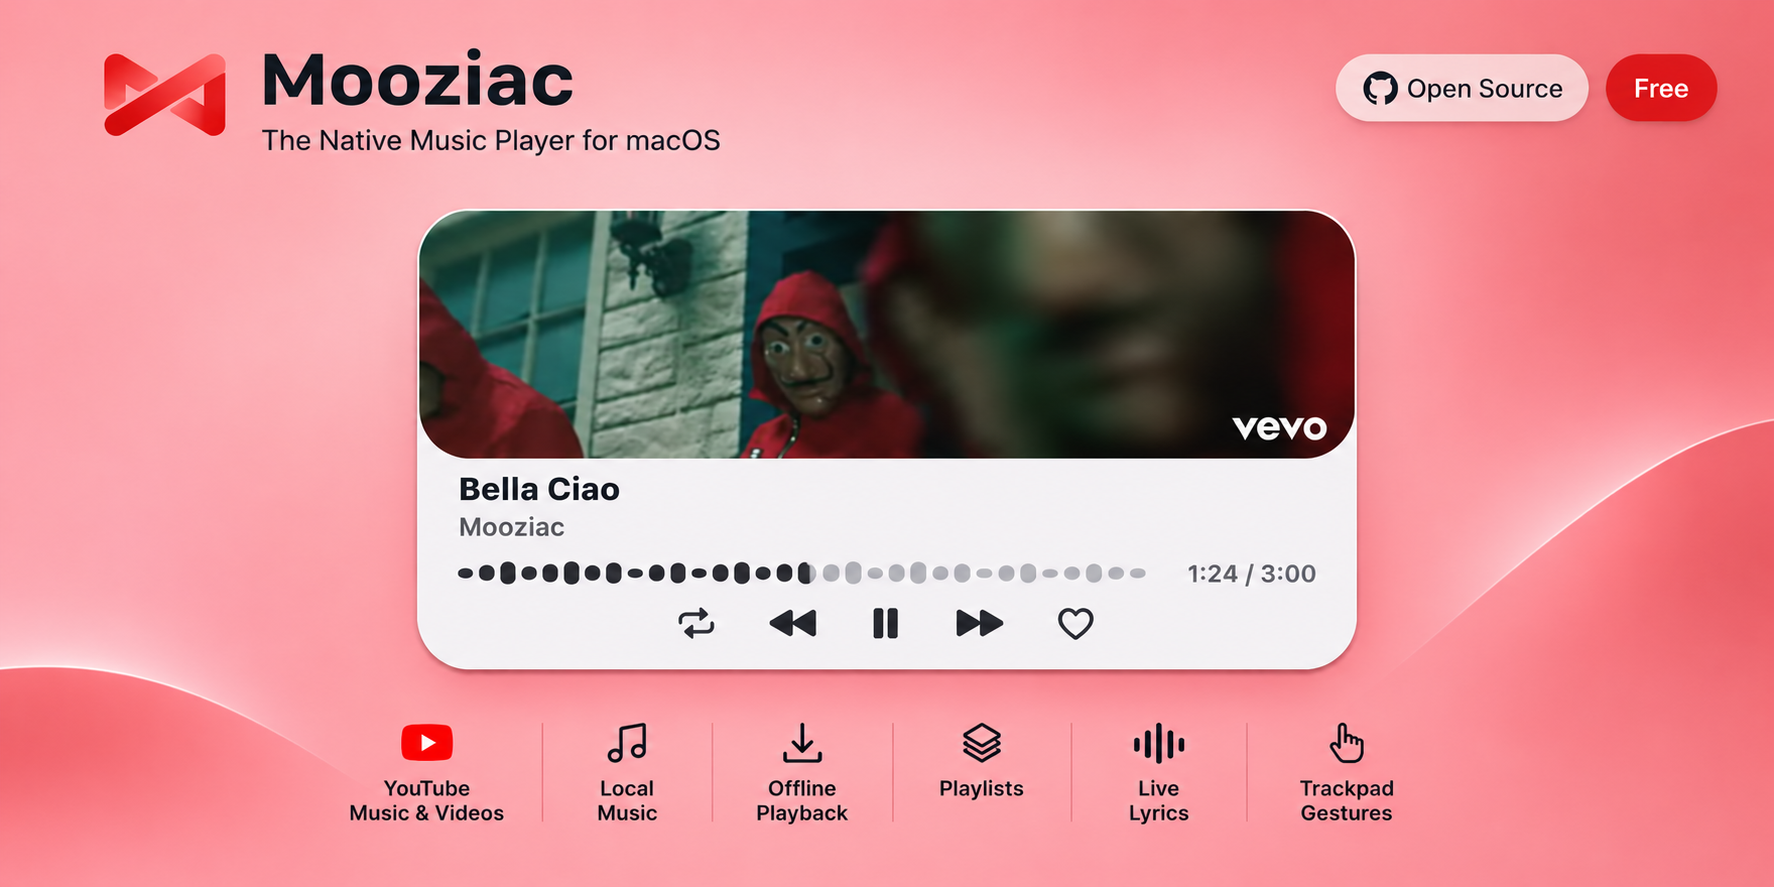 Mooziac
The Native Music Player for macOS
Open Source
Free
vevo
Bella Ciao
Mooziac
1:24 / 3:00
YouTube
Music & Videos
Local
Music
Offline
Playback
Playlists
Live
Lyrics
Trackpad
Gestures